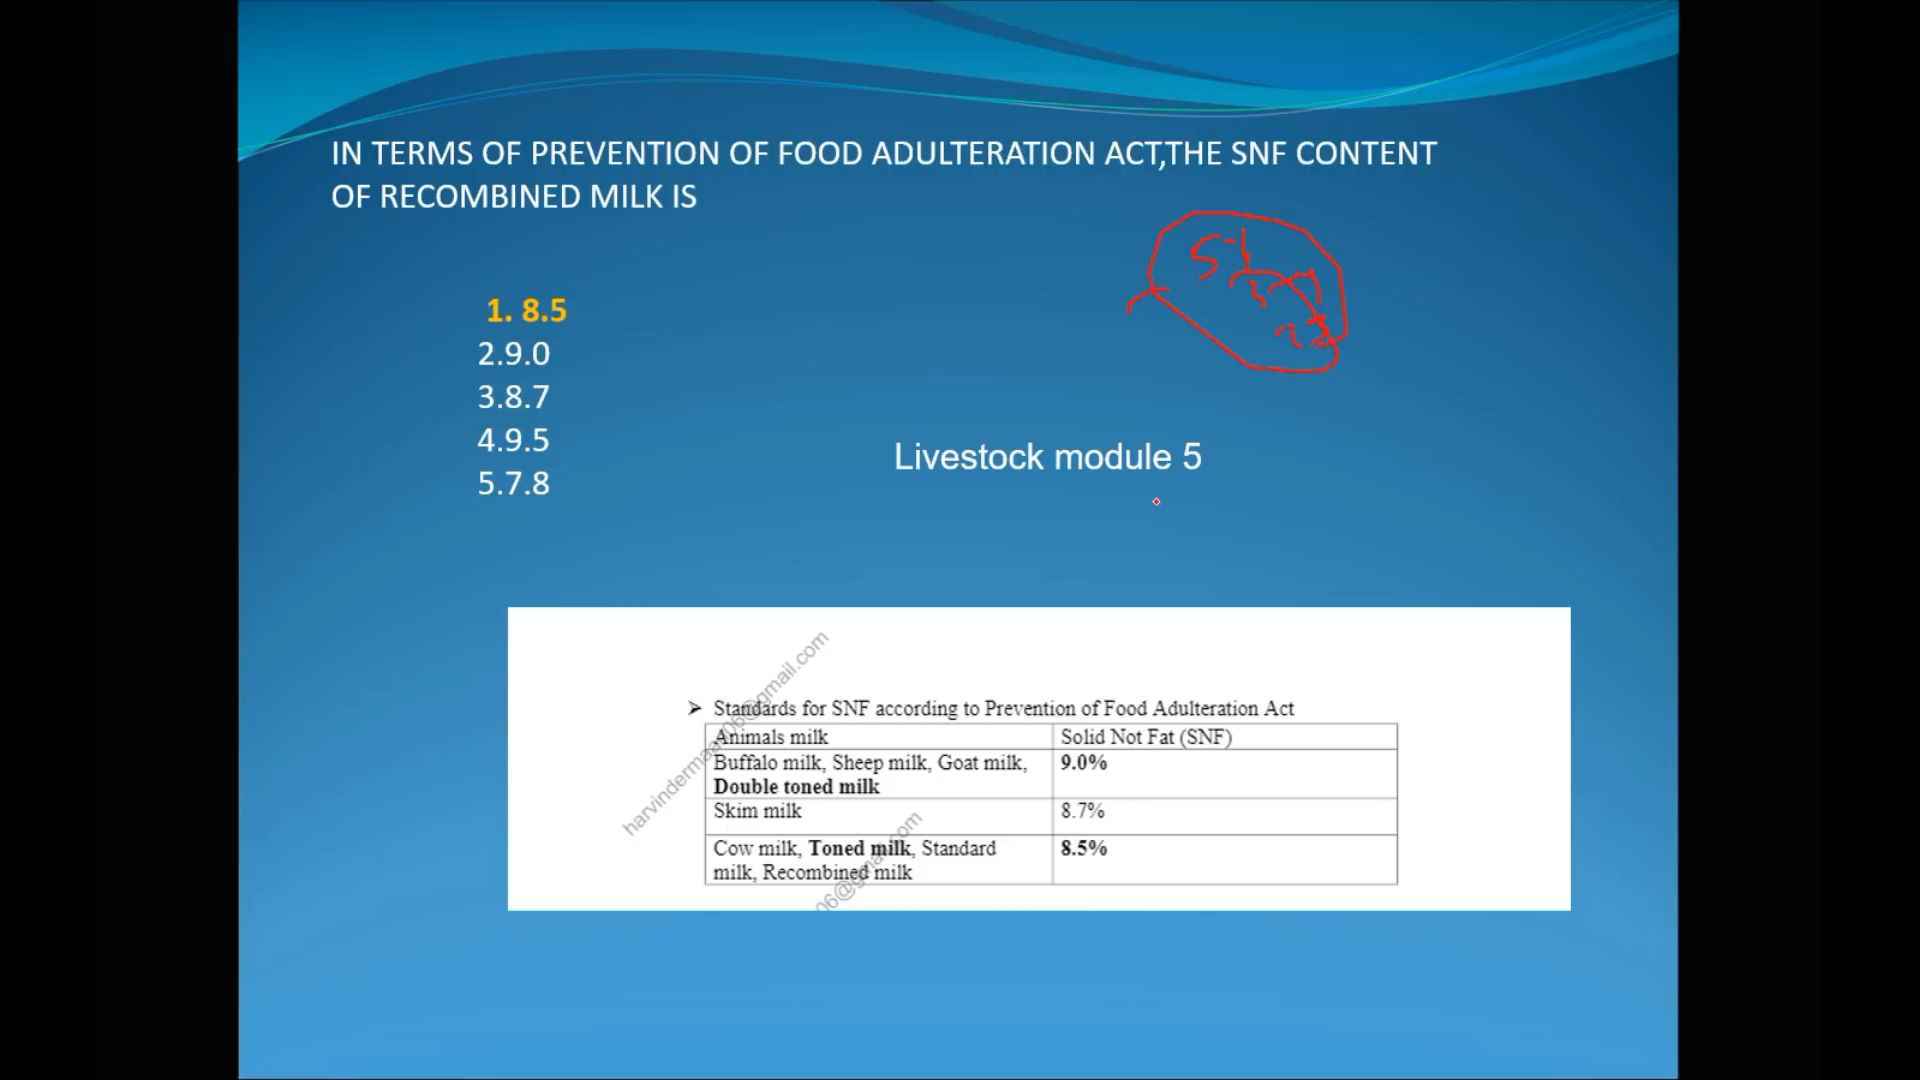 IN TERMS OF PREVENTION OF FOOD ADULTERATION ACT,THE SNF CONTENT
OF RECOMBINED MILK IS
1. 8.5
2.9.0
3.8.7
4.9.5
5.7.8
Livestock module 5
➢ Standards for SNF according to Prevention of Food Adulteration Act
Animals milk Solid Not Fat (SNF)
Buffalo milk, Sheep milk, Goat milk, 9.0%
Double toned milk
Skim milk 8.7%
Cow milk, Toned milk, Standard 8.5%
milk, Recombined milk